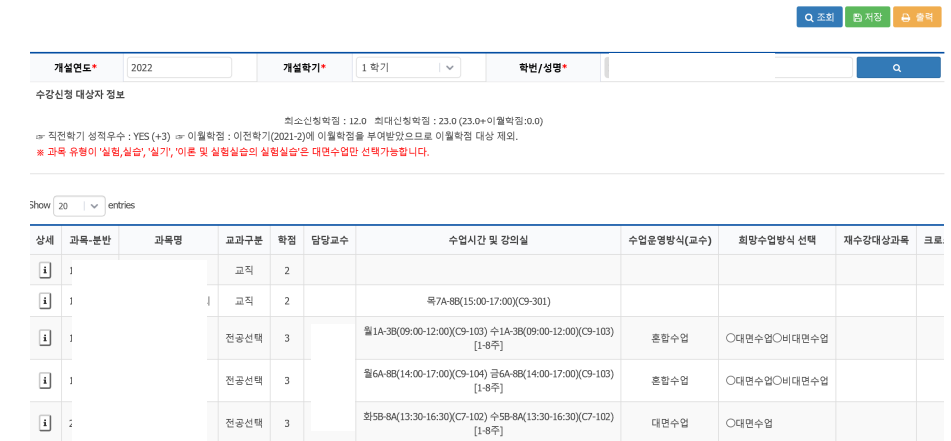 조회 저장 출력
개설연도* 2022 개설학기* 1 학기 학번/성명*
수강신청 대상자 정보
최소신청학점 : 12.0 최대신청학점 : 23.0 (23.0+이월학점:0.0)
☞ 직전학기 성적우수 : YES (+3) ☞ 이월학점 : 이전학기(2021-2)에 이월학점을 부여받았으므로 이월학점 대상 제외.
※ 과목 유형이 '실험,실습', '실기', '이론 및 실험실습의 실험실습'은 대면수업만 선택가능합니다.
Show 20 entries
상세 과목-분반 과목명 교과구분 학점 담당교수 수업시간 및 강의실 수업운영방식(교수) 희망수업방식 선택 재수강대상과목 크로
i 1 교직 2
i 1 교직 2 목7A-8B(15:00-17:00)(C9-301)
i 1 전공선택 3 월1A-3B(09:00-12:00)(C9-103) 수1A-3B(09:00-12:00)(C9-103) 혼합수업 ○대면수업○비대면수업
[1-8주]
i 1 전공선택 3 월6A-8B(14:00-17:00)(C9-104) 금6A-8B(14:00-17:00)(C9-103) 혼합수업 ○대면수업○비대면수업
[1-8주]
i 2 전공선택 3 화5B-8A(13:30-16:30)(C7-102) 수5B-8A(13:30-16:30)(C7-102) 대면수업 ○대면수업
[1-8주]